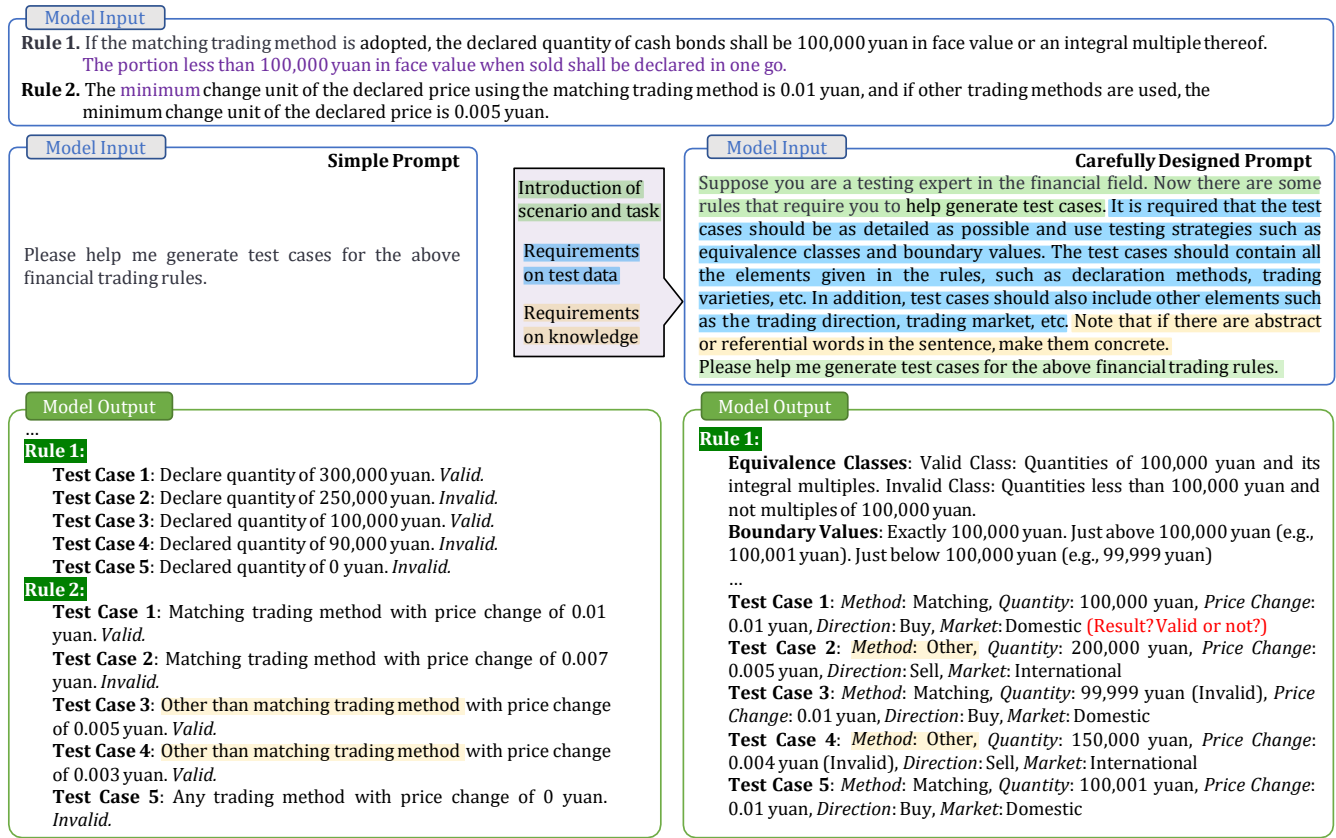 Model Input
Rule 1. If the matching trading method is adopted, the declared quantity of cash bonds shall be 100,000 yuan in face value or an integral multiple thereof.
The portion less than 100,000 yuan in face value when sold shall be declared in one go.
Rule 2. The minimum change unit of the declared price using the matching trading method is 0.01 yuan, and if other trading methods are used, the
minimum change unit of the declared price is 0.005 yuan.
Model Input
Simple Prompt
Please help me generate test cases for the above
financial trading rules.
Introduction of
scenario and task
Requirements
on test data
Requirements
on knowledge
Model Input
Carefully Designed Prompt
Suppose you are a testing expert in the financial field. Now there are some
rules that require you to help generate test cases. It is required that the test
cases should be as detailed as possible and use testing strategies such as
equivalence classes and boundary values. The test cases should contain all
the elements given in the rules, such as declaration methods, trading
varieties, etc. In addition, test cases should also include other elements such
as the trading direction, trading market, etc. Note that if there are abstract
or referential words in the sentence, make them concrete.
Please help me generate test cases for the above financial trading rules.
Model Output
...
Rule 1:
Test Case 1: Declare quantity of 300,000 yuan. Valid.
Test Case 2: Declare quantity of 250,000 yuan. Invalid.
Test Case 3: Declared quantity of 100,000 yuan. Valid.
Test Case 4: Declared quantity of 90,000 yuan. Invalid.
Test Case 5: Declared quantity of 0 yuan. Invalid.
Rule 2:
Test Case 1: Matching trading method with price change of 0.01
yuan. Valid.
Test Case 2: Matching trading method with price change of 0.007
yuan. Invalid.
Test Case 3: Other than matching trading method with price change
of 0.005 yuan. Valid.
Test Case 4: Other than matching trading method with price change
of 0.003 yuan. Valid.
Test Case 5: Any trading method with price change of 0 yuan.
Invalid.
Model Output
Rule 1:
Equivalence Classes: Valid Class: Quantities of 100,000 yuan and its
integral multiples. Invalid Class: Quantities less than 100,000 yuan and
not multiples of 100,000 yuan.
Boundary Values: Exactly 100,000 yuan. Just above 100,000 yuan (e.g.,
100,001 yuan). Just below 100,000 yuan (e.g., 99,999 yuan)
...
Test Case 1: Method: Matching, Quantity: 100,000 yuan, Price Change:
0.01 yuan, Direction: Buy, Market: Domestic (Result? Valid or not?)
Test Case 2: Method: Other, Quantity: 200,000 yuan, Price Change:
0.005 yuan, Direction: Sell, Market: International
Test Case 3: Method: Matching, Quantity: 99,999 yuan (Invalid), Price
Change: 0.01 yuan, Direction: Buy, Market: Domestic
Test Case 4: Method: Other, Quantity: 150,000 yuan, Price Change:
0.004 yuan (Invalid), Direction: Sell, Market: International
Test Case 5: Method: Matching, Quantity: 100,001 yuan, Price Change:
0.01 yuan, Direction: Buy, Market: Domestic